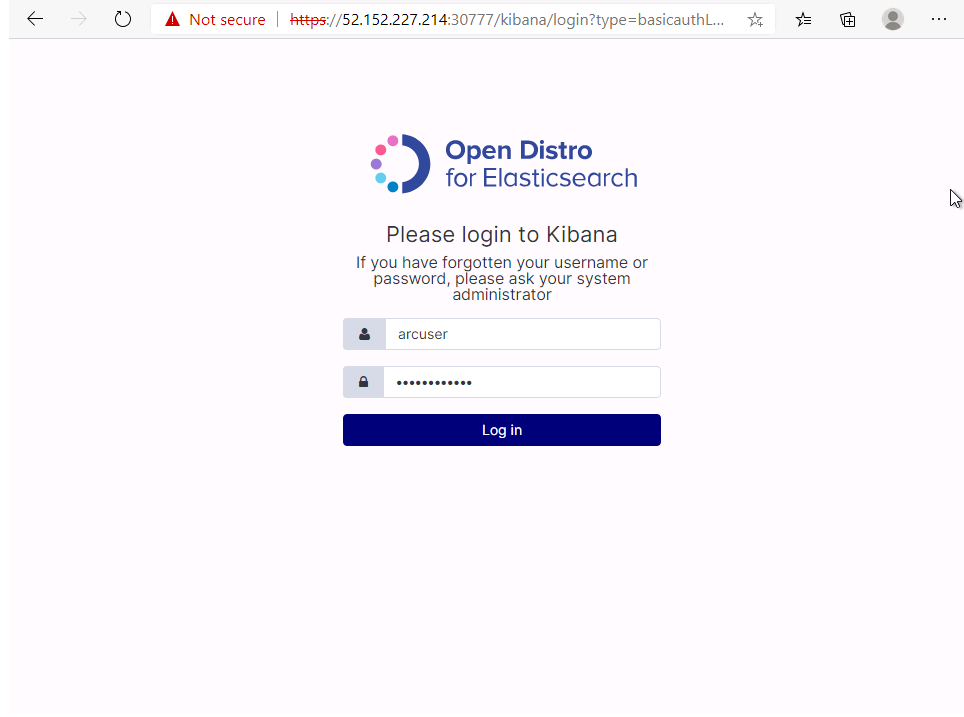 Not secure | https://52.152.227.214:30777/kibana/login?type=basicauthL...
Open Distro
for Elasticsearch
Please login to Kibana
If you have forgotten your username or
password, please ask your system
administrator
arcuser
••••••••••••
Log in